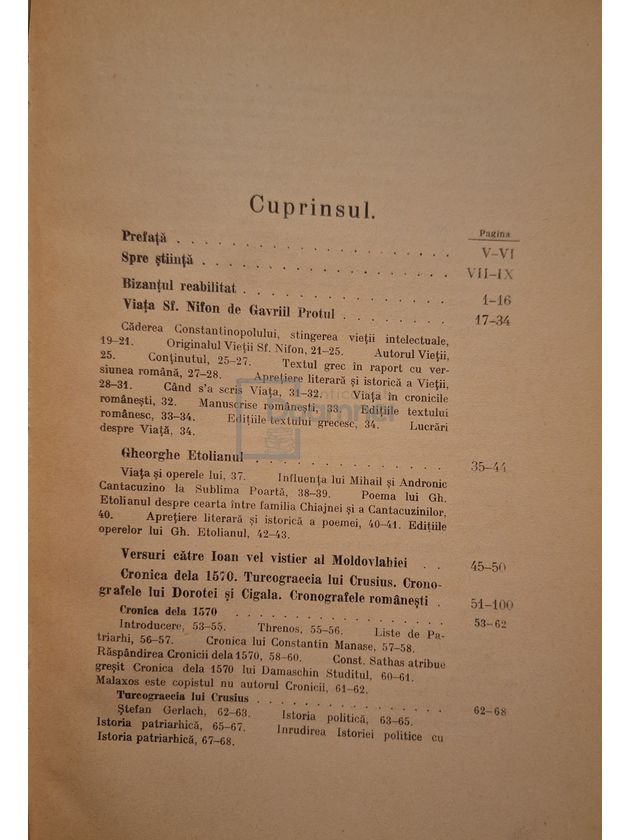 Cuprinsul.
Pagina
Prefață . . . . . . . . . . . . . . . . V–VI
Spre știință . . . . . . . . . . . . . . . VII–IX
Bizanțul reabilitat . . . . . . . . . . . . 1–16
Viața Sf. Nifon de Gavriil Protul . . . . . . . 17–34
Căderea Constantinopolului, stingerea vieții intelectuale,
19–21. Originalul Vieții Sf. Nifon, 21–25. Autorul Vieții,
25. Conținutul, 25–27. Textul grec în raport cu ver-
siunea română, 27–28. Aprețiere literară și istorică a Vieții,
28–31. Când s'a scris Viața, 31–32. Viața în cronicile
românești, 32. Manuscrise românești, 33. Edițiile textului
românesc, 33–34. Edițiile textului grecesc, 34. Lucrări
despre Viață, 34.
Gheorghe Etolianul . . . . . . . . . . . . 35–44
Viața și operele lui, 37. Influența lui Mihail și Andronic
Cantacuzino la Sublima Poartă, 38–39. Poema lui Gh.
Etolianul despre cearta între familia Chiajnei și a Cantacuzinilor,
40. Aprețiere literară și istorică a poemei, 40–41. Edițiile
operelor lui Gh. Etolianul, 42–43.
Versuri către Ioan vel vistier al Moldovlahiei . . 45–50
Cronica dela 1570. Turcograecia lui Crusius. Crono-
grafele lui Dorotei și Cigala. Cronografele românești . 51–100
Cronica dela 1570 . . . . . . . . . . . . 53–62
Introducere, 53–55. Threnos, 55–56. Liste de Pa-
triarhi, 56–57. Cronica lui Constantin Manase, 57–58.
Răspândirea Cronicii dela 1570, 58–60. Const. Sathas atribue
greșit Cronica dela 1570 lui Damaschin Studitul, 60–61.
Malaxos este copistul nu autorul Cronicii, 61–62.
Turcograecia lui Crusius . . . . . . . . . . 62–68
Ștefan Gerlach, 62–63. Istoria politică, 63–65.
Istoria patriarhică, 65–67. Inrudirea Istoriei politice cu
Istoria patriarhică, 67–68.